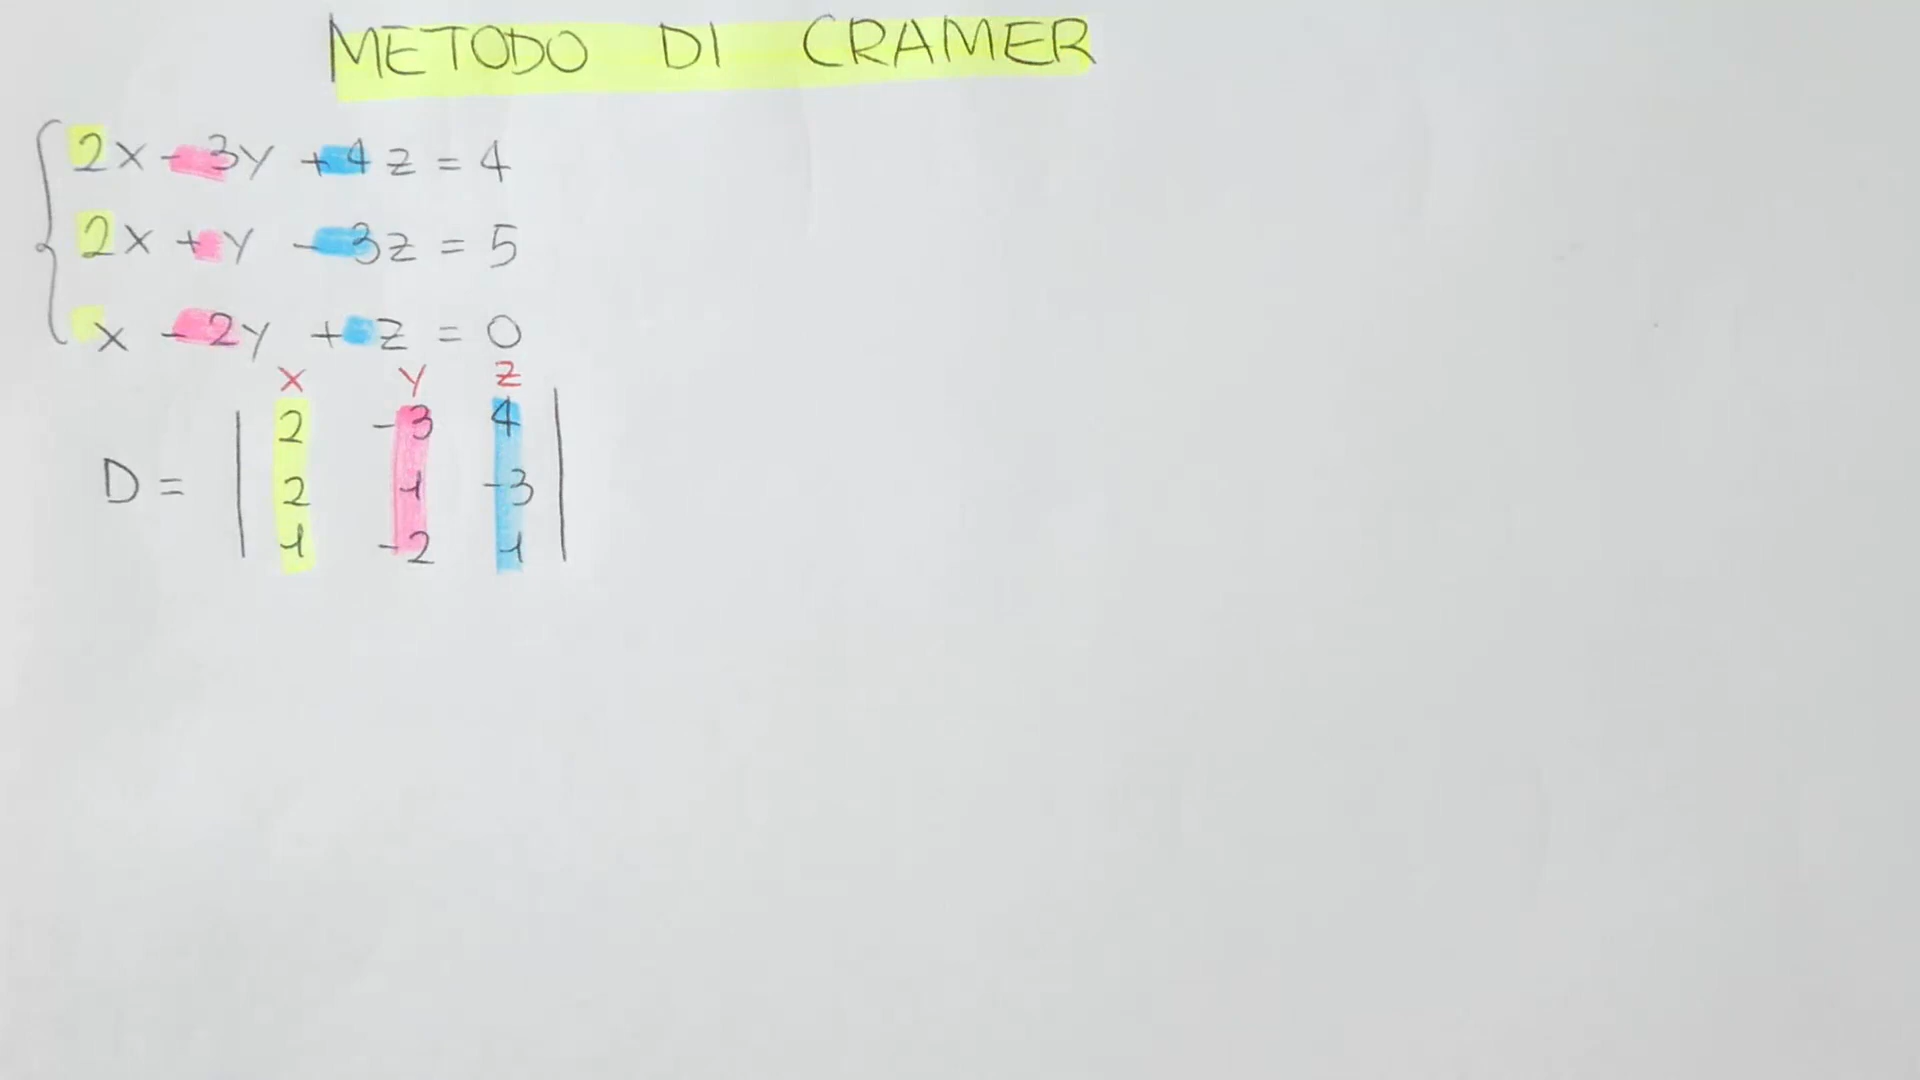 METODO DI CRAMER
2x - 3y + 4z = 4
2x + y - 3z = 5
x - 2y + z = 0
x y z
2 -3 4
D = 2 1 -3
1 -2 1